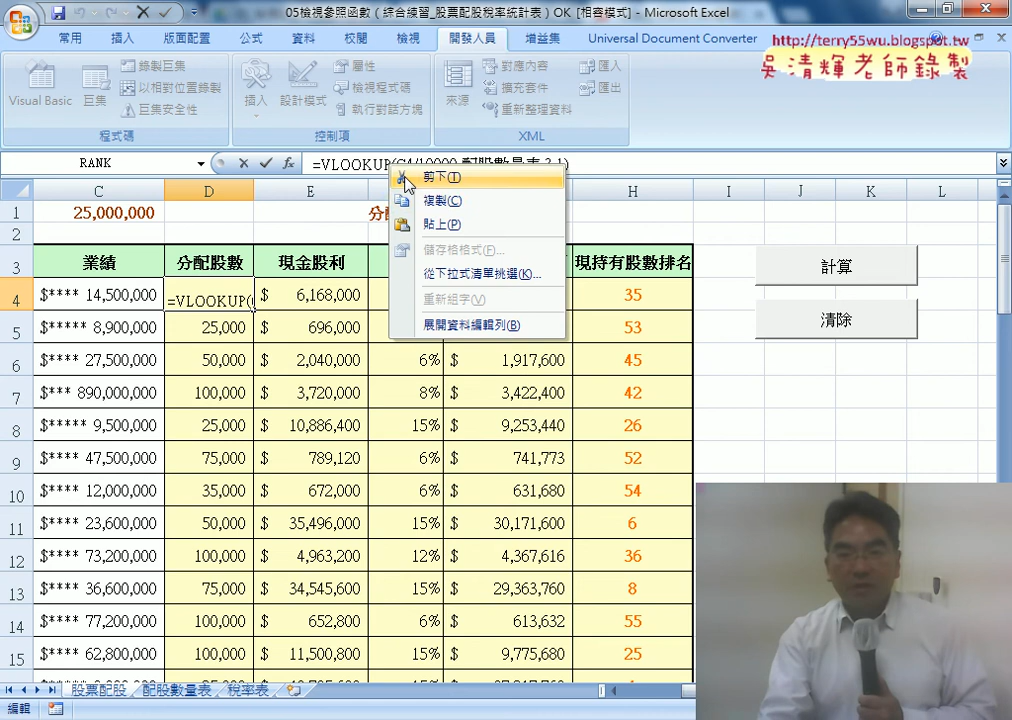 05檢視參照函數（綜合練習_股票配股稅率統計表）OK [相容模式] - Microsoft Excel
常用 插入 版面配置 公式 資料 校閱 檢視 開發人員 增益集 Universal Document Converter
http://terry55wu.blogspot.tw
吳清輝老師錄製
Visual Basic 巨集 錄製巨集 以相對位置錄製 巨集安全性 插入 設計模式 屬性 檢視程式碼 執行對話方塊 來源 對應內容 擴充套件 重新整理資料 匯入 匯出
程式碼 控制項 XML
RANK =VLOOKUP(C4/10000,配股數量表,3,1)
剪下(T)
複製(C)
貼上(P)
儲存格格式(F)...
從下拉式清單挑選(K)...
重新組字(V)
展開資料編輯列(B)
C D E H I J K L
1 25,000,000
2
3 業績 分配股數 現金股利 現持有股數排名
4 $**** 14,500,000 =VLOOKUP( $ 6,168,000 35
5 $***** 8,900,000 25,000 $ 696,000 53
6 $**** 27,500,000 50,000 $ 2,040,000 6% $ 1,917,600 45
7 $*** 890,000,000 100,000 $ 3,720,000 8% $ 3,422,400 42
8 $***** 9,500,000 25,000 $ 10,886,400 15% $ 9,253,440 26
9 $**** 47,500,000 75,000 $ 789,120 6% $ 741,773 52
10 $**** 12,000,000 35,000 $ 672,000 6% $ 631,680 54
11 $**** 23,600,000 50,000 $ 35,496,000 15% $ 30,171,600 6
12 $**** 73,200,000 100,000 $ 4,963,200 12% $ 4,367,616 36
13 $**** 36,600,000 75,000 $ 34,545,600 15% $ 29,363,760 8
14 $**** 77,200,000 100,000 $ 652,800 6% $ 613,632 55
15 $**** 62,800,000 100,000 $ 11,500,800 15% $ 9,775,680 25
計算
清除
股票配股 配股數量表 稅率表
編輯